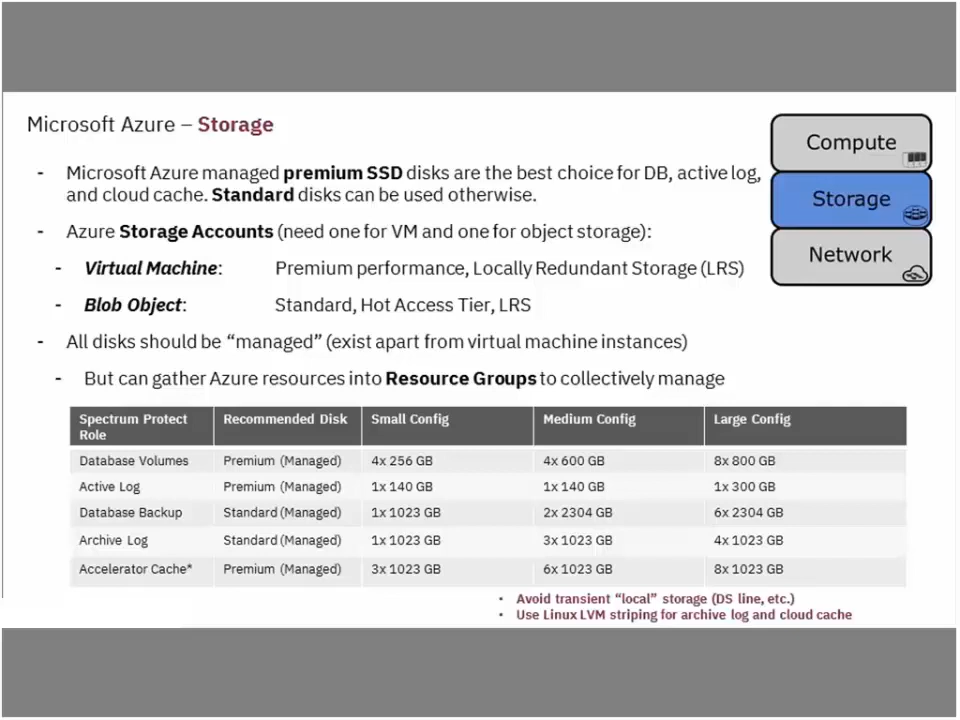 Microsoft Azure – Storage
- Microsoft Azure managed premium SSD disks are the best choice for DB, active log,
and cloud cache. Standard disks can be used otherwise.
- Azure Storage Accounts (need one for VM and one for object storage):
- Virtual Machine: Premium performance, Locally Redundant Storage (LRS)
- Blob Object: Standard, Hot Access Tier, LRS
- All disks should be “managed” (exist apart from virtual machine instances)
- But can gather Azure resources into Resource Groups to collectively manage
Compute
Storage
Network
Spectrum Protect Role Recommended Disk Small Config Medium Config Large Config
Database Volumes Premium (Managed) 4x 256 GB 4x 600 GB 8x 800 GB
Active Log Premium (Managed) 1x 140 GB 1x 140 GB 1x 300 GB
Database Backup Standard (Managed) 1x 1023 GB 2x 2304 GB 6x 2304 GB
Archive Log Standard (Managed) 1x 1023 GB 3x 1023 GB 4x 1023 GB
Accelerator Cache* Premium (Managed) 3x 1023 GB 6x 1023 GB 8x 1023 GB
• Avoid transient “local” storage (DS line, etc.)
• Use Linux LVM striping for archive log and cloud cache